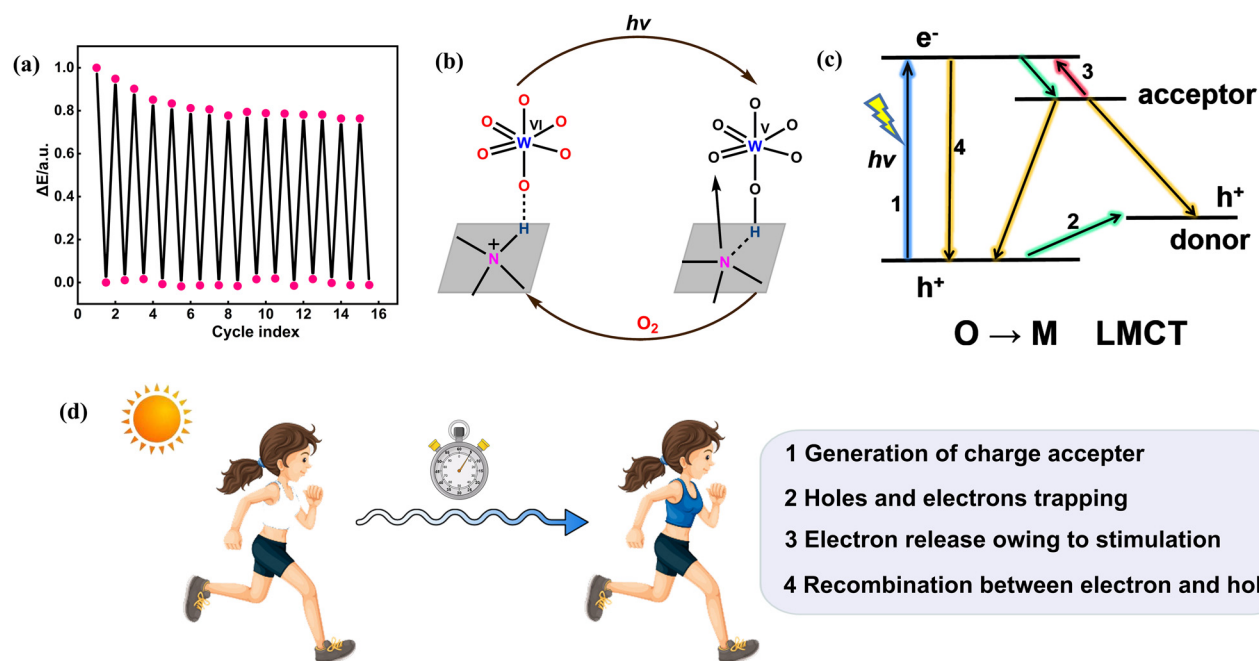 (a)
ΔE/a.u.
1.0
0.8
0.6
0.4
0.2
0.0
0 2 4 6 8 10 12 14 16
Cycle index
(b)
hv
O
O VI O
W
O O
O
H
+
N
O
O V O
W
O O
O
H
N
O2
(c)
e-
3
acceptor
hv
4
1
h+
2
donor
h+
O → M LMCT
(d)
1 Generation of charge accepter
2 Holes and electrons trapping
3 Electron release owing to stimulation
4 Recombination between electron and hol